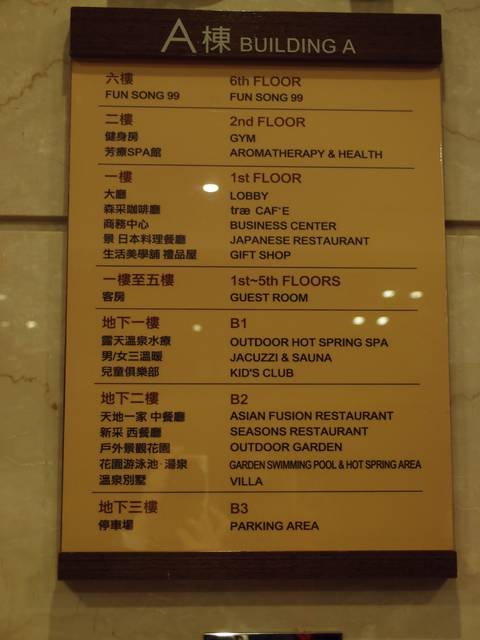 A棟 BUILDING A
六樓 6th FLOOR
FUN SONG 99 FUN SONG 99
二樓 2nd FLOOR
健身房 GYM
芳療SPA館 AROMATHERAPY & HEALTH
一樓 1st FLOOR
大廳 LOBBY
森采咖啡廳 træ CAF'E
商務中心 BUSINESS CENTER
景 日本料理餐廳 JAPANESE RESTAURANT
生活美學舖 禮品屋 GIFT SHOP
一樓至五樓 1st~5th FLOORS
客房 GUEST ROOM
地下一樓 B1
露天溫泉水療 OUTDOOR HOT SPRING SPA
男/女三溫暖 JACUZZI & SAUNA
兒童俱樂部 KID'S CLUB
地下二樓 B2
天地一家 中餐廳 ASIAN FUSION RESTAURANT
新采 西餐廳 SEASONS RESTAURANT
戶外景觀花園 OUTDOOR GARDEN
花園游泳池·湯泉 GARDEN SWIMMING POOL & HOT SPRING AREA
溫泉別墅 VILLA
地下三樓 B3
停車場 PARKING AREA